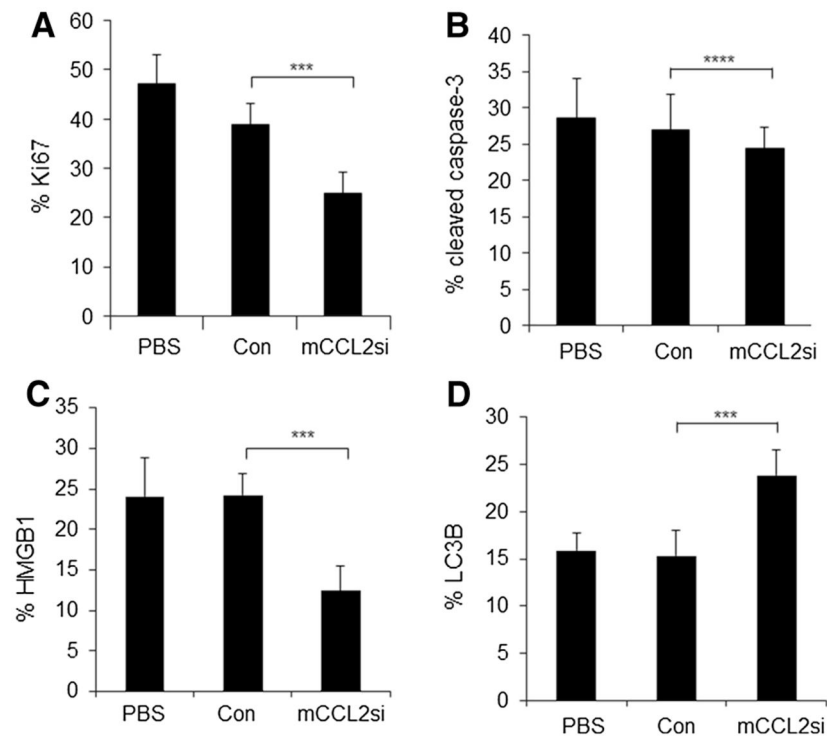 A
% Ki67
60
50
40
30
20
10
0
***
PBS Con mCCL2si
B
% cleaved caspase-3
40
35
30
25
20
15
10
5
0
****
PBS Con mCCL2si
C
% HMGB1
35
30
25
20
15
10
5
0
***
PBS Con mCCL2si
D
% LC3B
30
25
20
15
10
5
0
***
PBS Con mCCL2si